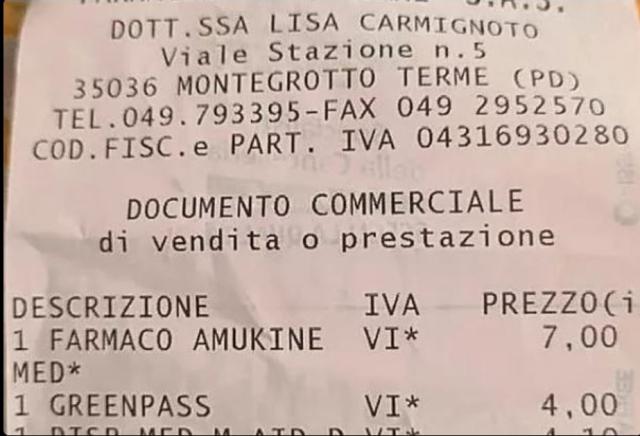 DOTT.SSA LISA CARMIGNOTO
Viale Stazione n.5
35036 MONTEGROTTO TERME (PD)
TEL.049.793395-FAX 049 2952570
COD.FISC.e PART. IVA 04316930280
DOCUMENTO COMMERCIALE
di vendita o prestazione
DESCRIZIONE IVA PREZZO(i
1 FARMACO AMUKINE VI* 7,00
MED*
1 GREENPASS VI* 4,00